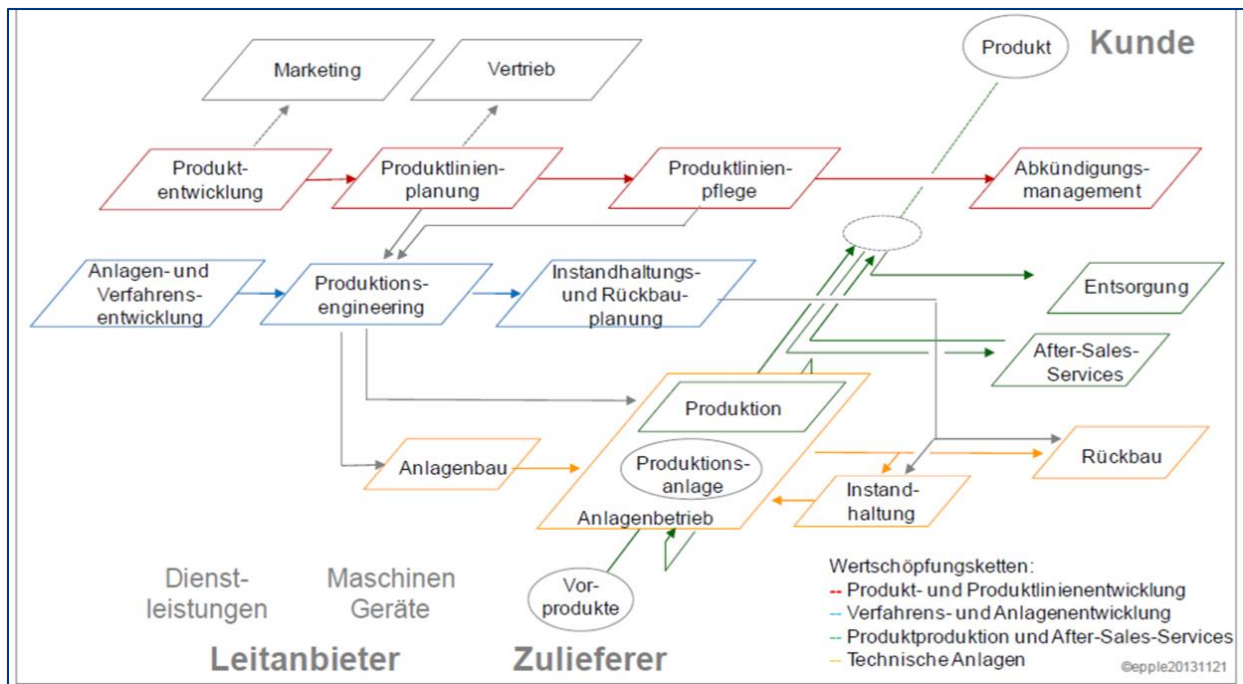 Produkt
Kunde
Marketing
Vertrieb
Produkt-
entwicklung
Produktlinien-
planung
Produktlinien-
pflege
Abkündigungs-
management
Anlagen- und
Verfahrens-
entwicklung
Produktions-
engineering
Instandhaltungs-
und Rückbau-
planung
Entsorgung
After-Sales-
Services
Produktion
Anlagenbau
Produktions-
anlage
Anlagenbetrieb
Instand-
haltung
Rückbau
Vor-
produkte
Dienst-
leistungen
Maschinen
Geräte
Leitanbieter
Zulieferer
Wertschöpfungsketten:
-- Produkt- und Produktlinienentwicklung
-- Verfahrens- und Anlagenentwicklung
-- Produktproduktion und After-Sales-Services
-- Technische Anlagen
©epple20131121